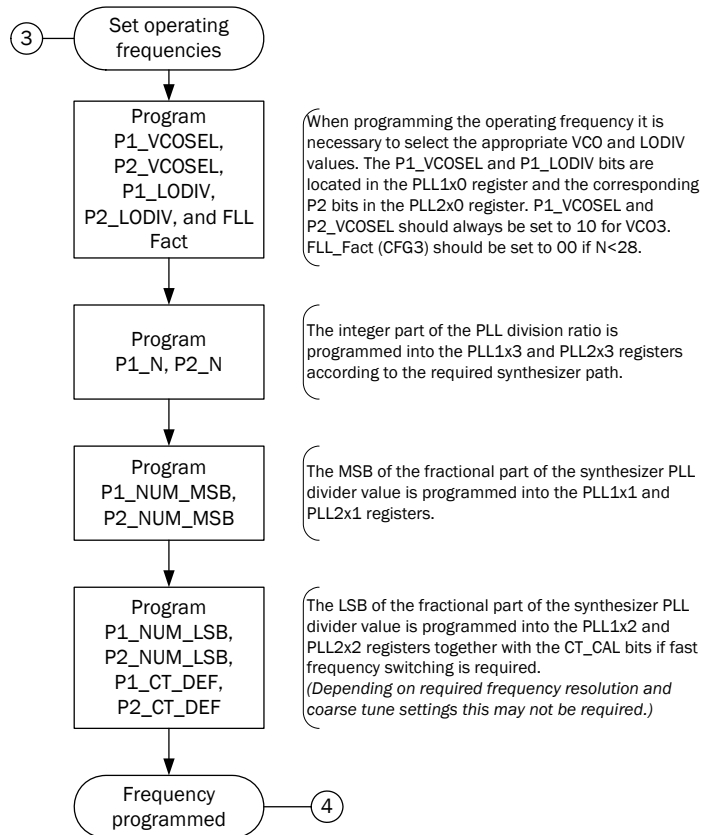 3
Set operating
frequencies
Program
P1_VCOSEL,
P2_VCOSEL,
P1_LODIV,
P2_LODIV, and FLL
Fact
When programming the operating frequency it is
necessary to select the appropriate VCO and LODIV
values. The P1_VCOSEL and P1_LODIV bits are
located in the PLL1x0 register and the corresponding
P2 bits in the PLL2x0 register. P1_VCOSEL and
P2_VCOSEL should always be set to 10 for VCO3.
FLL_Fact (CFG3) should be set to 00 if N<28.
Program
P1_N, P2_N
The integer part of the PLL division ratio is
programmed into the PLL1x3 and PLL2x3 registers
according to the required synthesizer path.
Program
P1_NUM_MSB,
P2_NUM_MSB
The MSB of the fractional part of the synthesizer PLL
divider value is programmed into the PLL1x1 and
PLL2x1 registers.
Program
P1_NUM_LSB,
P2_NUM_LSB,
P1_CT_DEF,
P2_CT_DEF
The LSB of the fractional part of the synthesizer PLL
divider value is programmed into the PLL1x2 and
PLL2x2 registers together with the CT_CAL bits if fast
frequency switching is required.
(Depending on required frequency resolution and
coarse tune settings this may not be required.)
Frequency
programmed
4